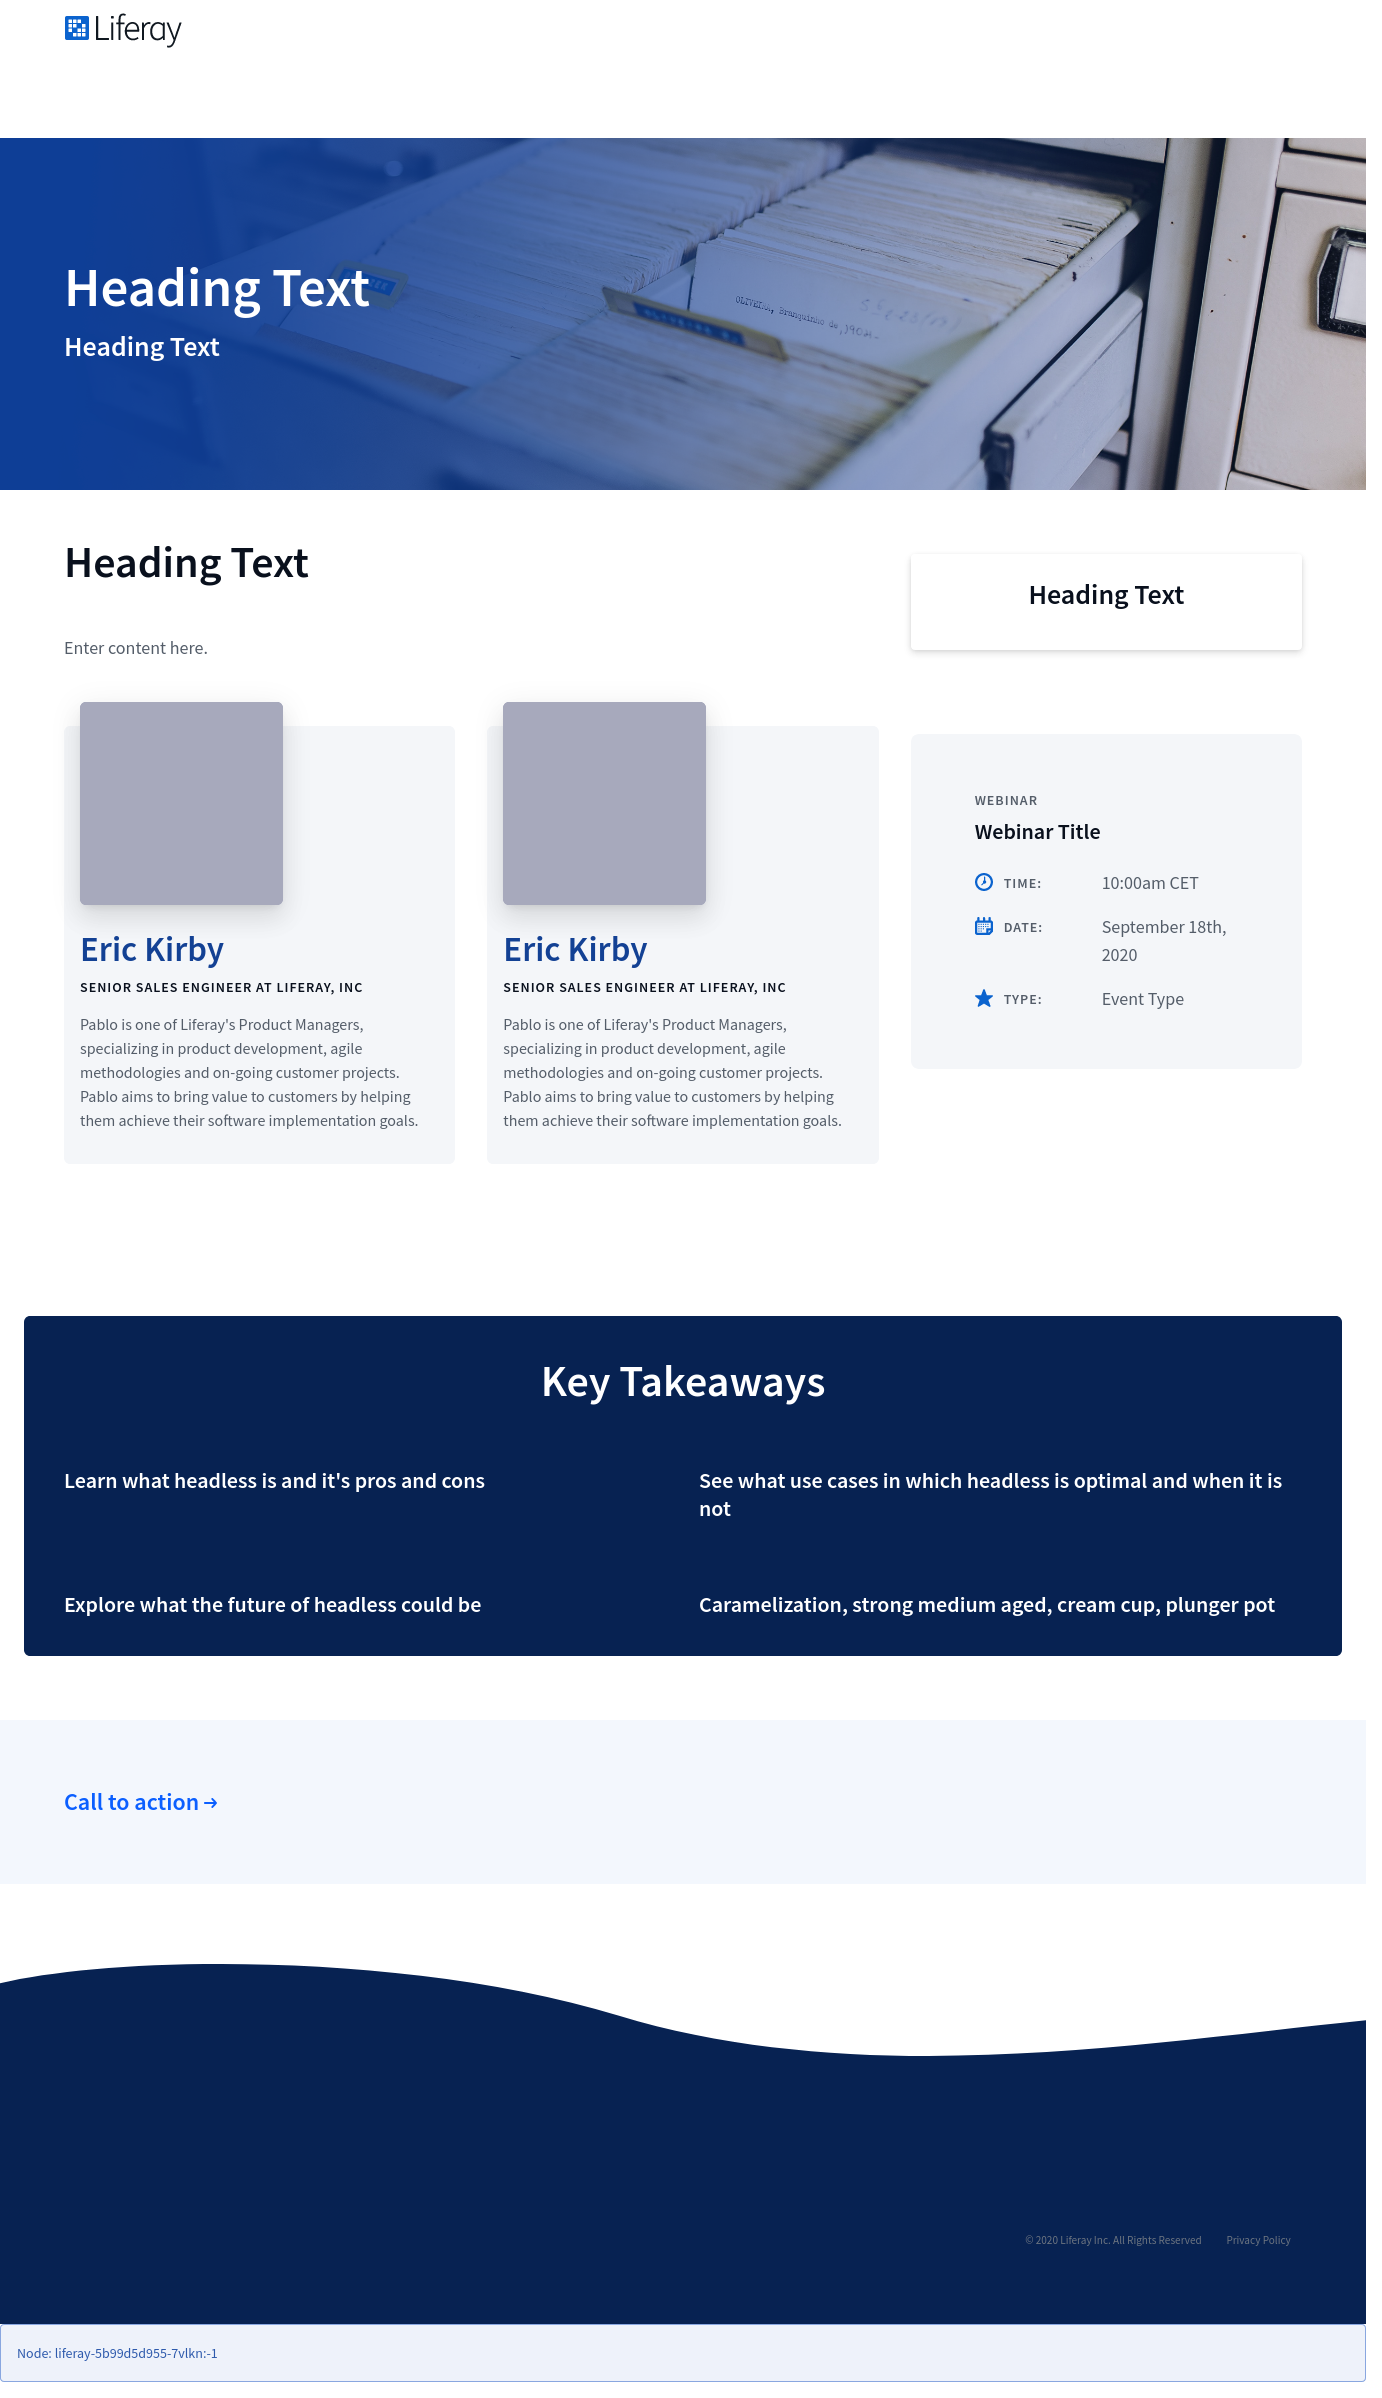 Liferay
Heading Text
Heading Text
OLIVEIRA, Branquinho de
Heading Text
Enter content here.
Heading Text
Eric Kirby
SENIOR SALES ENGINEER AT LIFERAY, INC
Pablo is one of Liferay's Product Managers,
specializing in product development, agile
methodologies and on-going customer projects.
Pablo aims to bring value to customers by helping
them achieve their software implementation goals.
Eric Kirby
SENIOR SALES ENGINEER AT LIFERAY, INC
Pablo is one of Liferay's Product Managers,
specializing in product development, agile
methodologies and on-going customer projects.
Pablo aims to bring value to customers by helping
them achieve their software implementation goals.
WEBINAR
Webinar Title
TIME: 10:00am CET
DATE: September 18th,
2020
TYPE: Event Type
Key Takeaways
Learn what headless is and it's pros and cons
See what use cases in which headless is optimal and when it is
not
Explore what the future of headless could be
Caramelization, strong medium aged, cream cup, plunger pot
Call to action →
© 2020 Liferay Inc. All Rights Reserved Privacy Policy
Node: liferay-5b99d5d955-7vlkn:-1